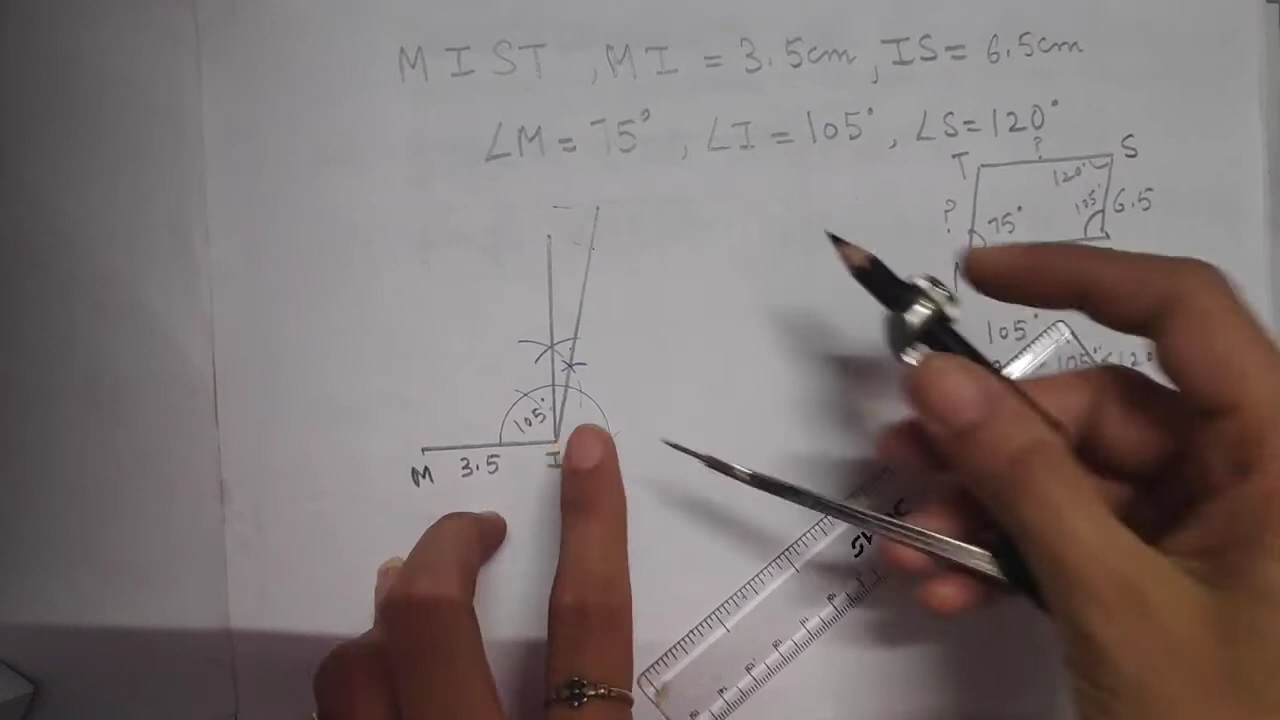 MIST, MI = 3.5cm, IS= 6.5cm
∠M = 75°, ∠I = 105°, ∠S=120°
T ? S
120°
? 75° 105° 6.5
105°
105° 120
105°
M 3.5 I
15